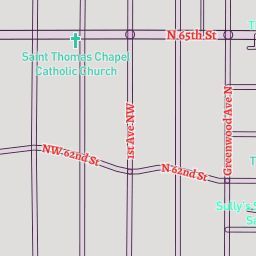 N 65th St
Saint Thomas Chapel
Catholic Church
1st Ave NW
Greenwood Ave N
NW 62nd St
N 62nd St
Sully's S